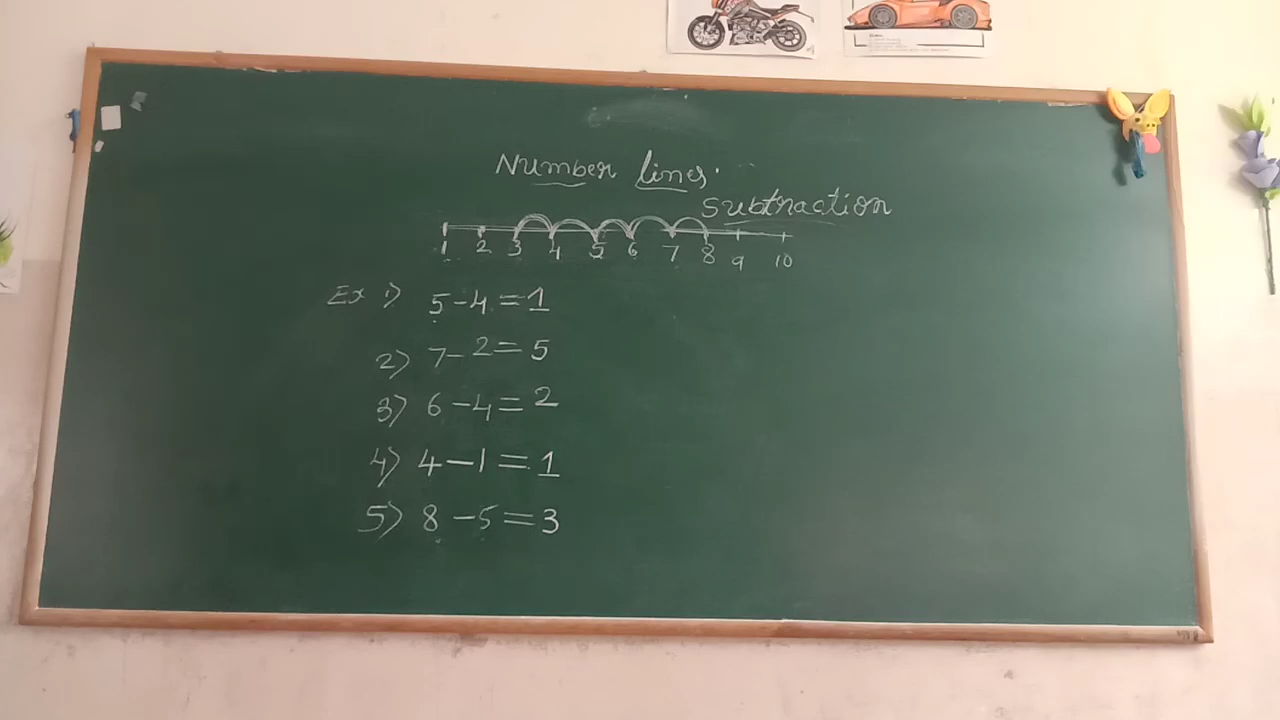 Number lines.
Subtraction
1 2 3 4 5 6 7 8 9 10
Ex 1) 5-4=1
2) 7-2=5
3) 6-4=2
4) 4-1=1
5) 8-5=3